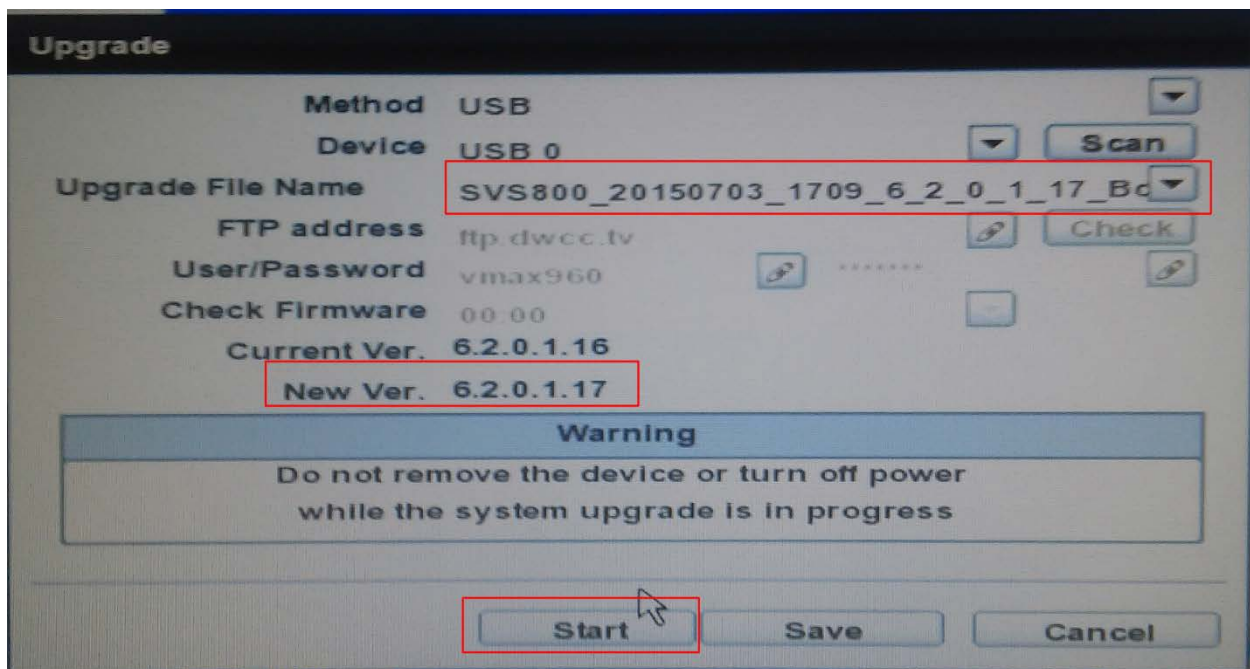 Upgrade
Method USB
Device USB 0 Scan
Upgrade File Name SVS800_20150703_1709_6_2_0_1_17_Bc
FTP address ftp.dwcc.tv Check
User/Password vmax960 *******
Check Firmware 00:00
Current Ver. 6.2.0.1.16
New Ver. 6.2.0.1.17
Warning
Do not remove the device or turn off power
while the system upgrade is in progress
Start Save Cancel